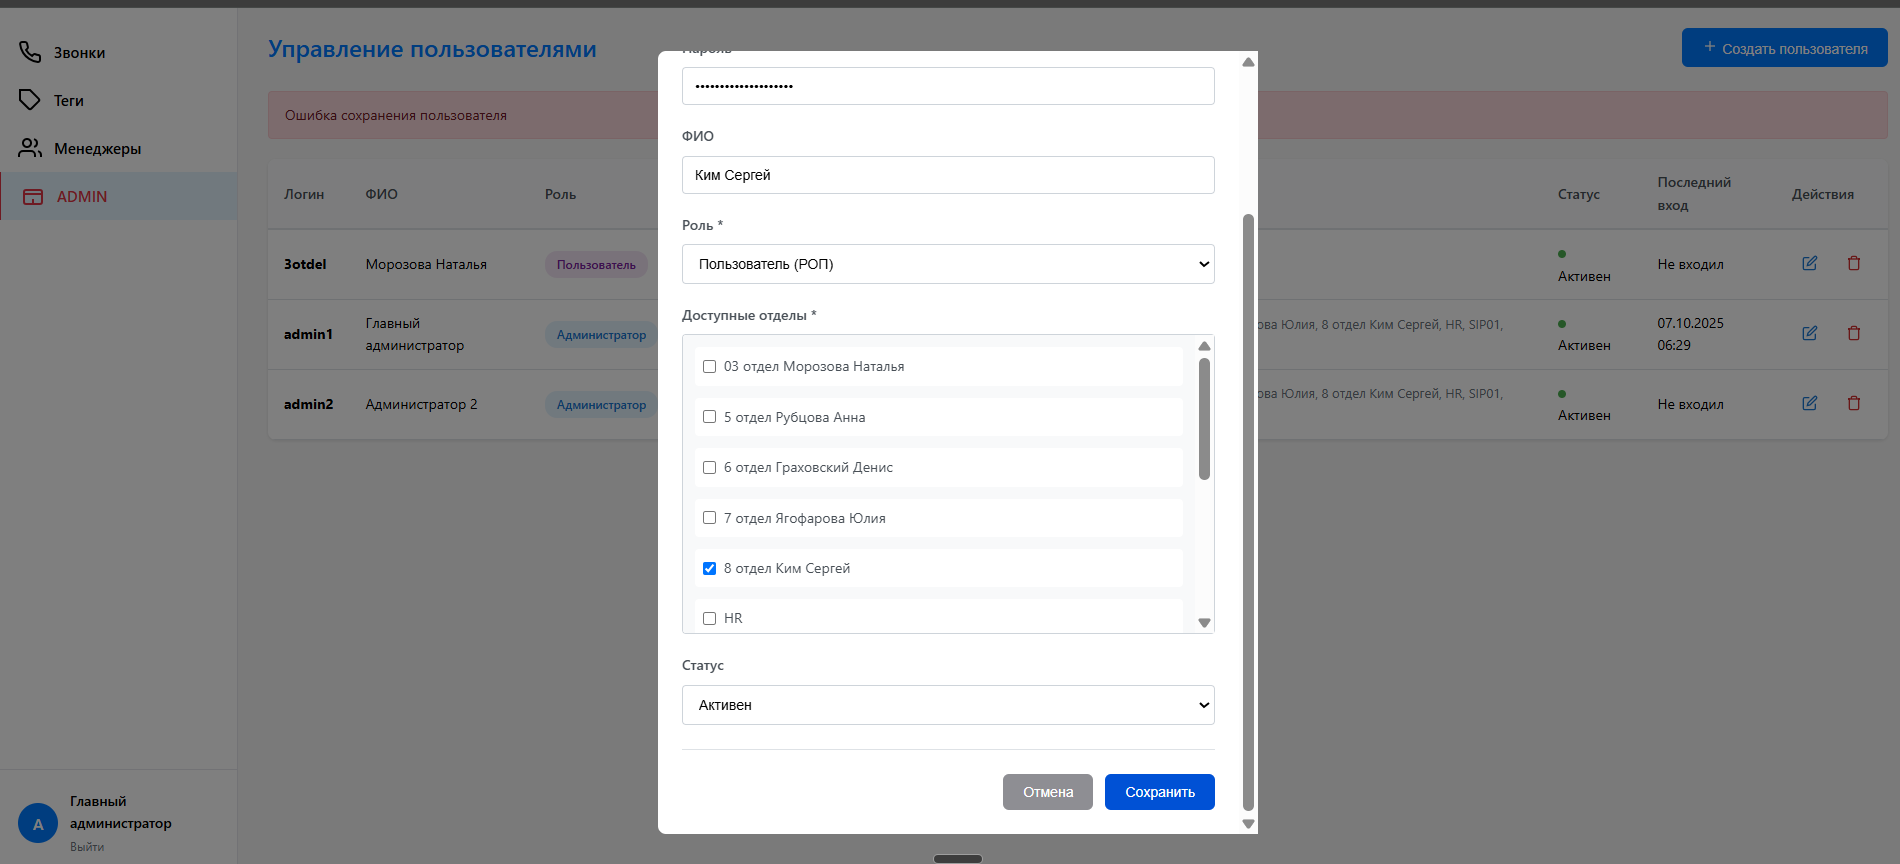 Звонки
Теги
Менеджеры
ADMIN
Главный
администратор
Выйти
A
Управление пользователями
+ Создать пользователя
Ошибка сохранения пользователя
Логин ФИО Роль Статус Последний вход Действия
3otdel Морозова Наталья Пользователь Активен Не входил
admin1 Главный администратор Администратор ова Юлия, 8 отдел Ким Сергей, HR, SIP01, Активен 07.10.2025 06:29
admin2 Администратор 2 Администратор ова Юлия, 8 отдел Ким Сергей, HR, SIP01, Активен Не входил
Пароль
••••••••••••••••••••
ФИО
Ким Сергей
Роль *
Пользователь (РОП)
Доступные отделы *
03 отдел Морозова Наталья
5 отдел Рубцова Анна
6 отдел Граховский Денис
7 отдел Ягофарова Юлия
8 отдел Ким Сергей
HR
Статус
Активен
Отмена
Сохранить